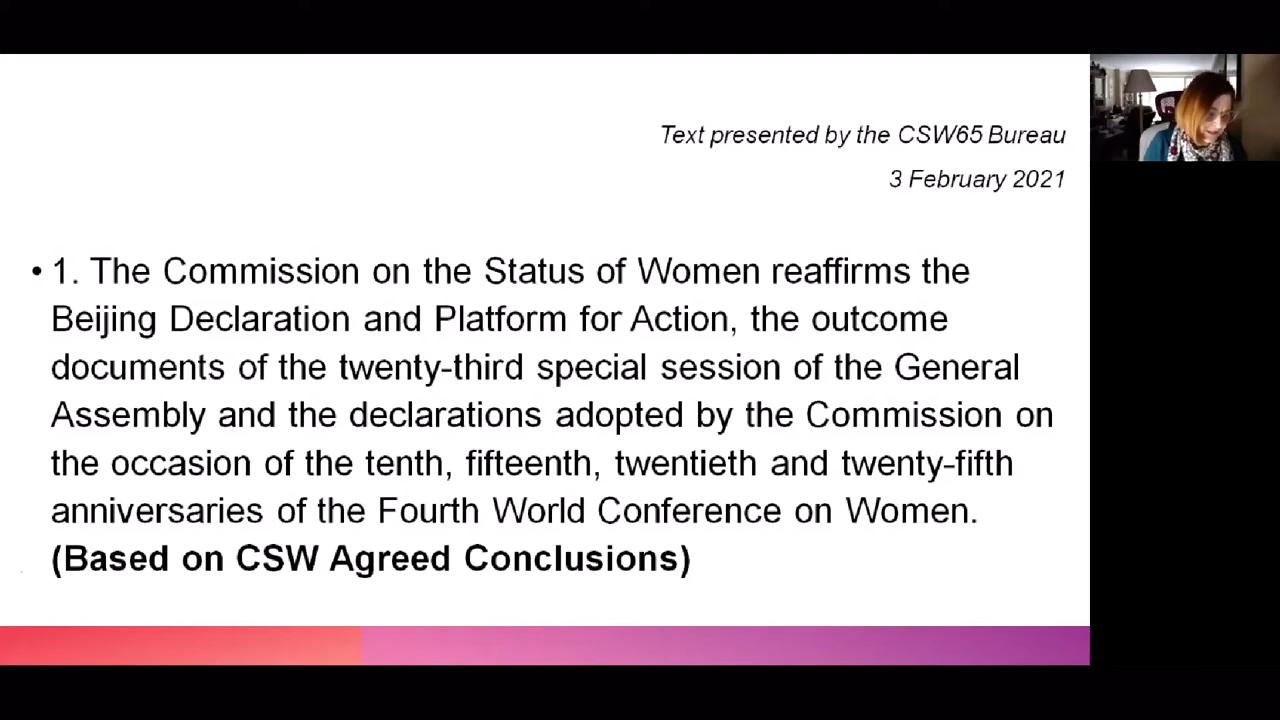 Text presented by the CSW65 Bureau
3 February 2021
• 1. The Commission on the Status of Women reaffirms the
Beijing Declaration and Platform for Action, the outcome
documents of the twenty-third special session of the General
Assembly and the declarations adopted by the Commission on
the occasion of the tenth, fifteenth, twentieth and twenty-fifth
anniversaries of the Fourth World Conference on Women.
(Based on CSW Agreed Conclusions)